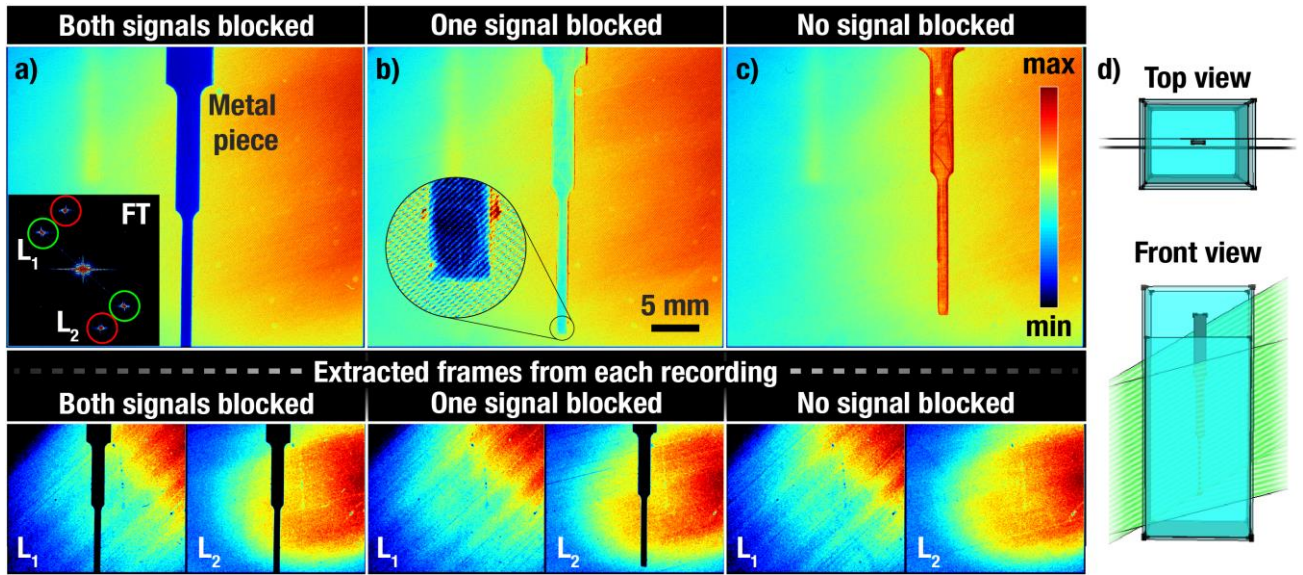 Both signals blocked
One signal blocked
No signal blocked
a)
Metal
piece
FT
L1
L2
b)
5 mm
c)
max
min
d)
Top view
Front view
Extracted frames from each recording
Both signals blocked
One signal blocked
No signal blocked
L1
L2
L1
L2
L1
L2